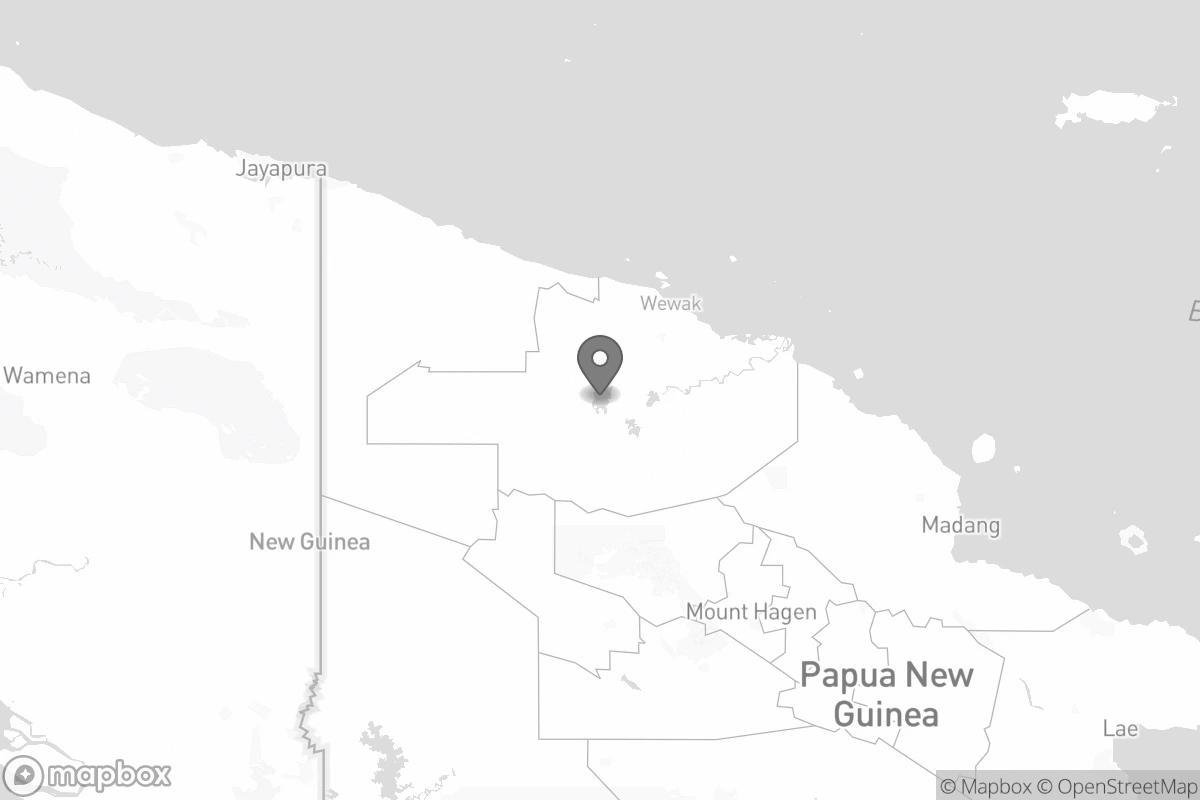 Jayapura
Wewak
B
Wamena
Madang
New Guinea
Mount Hagen
Papua New
Guinea
Lae
mapbox
© Mapbox © OpenStreetMap